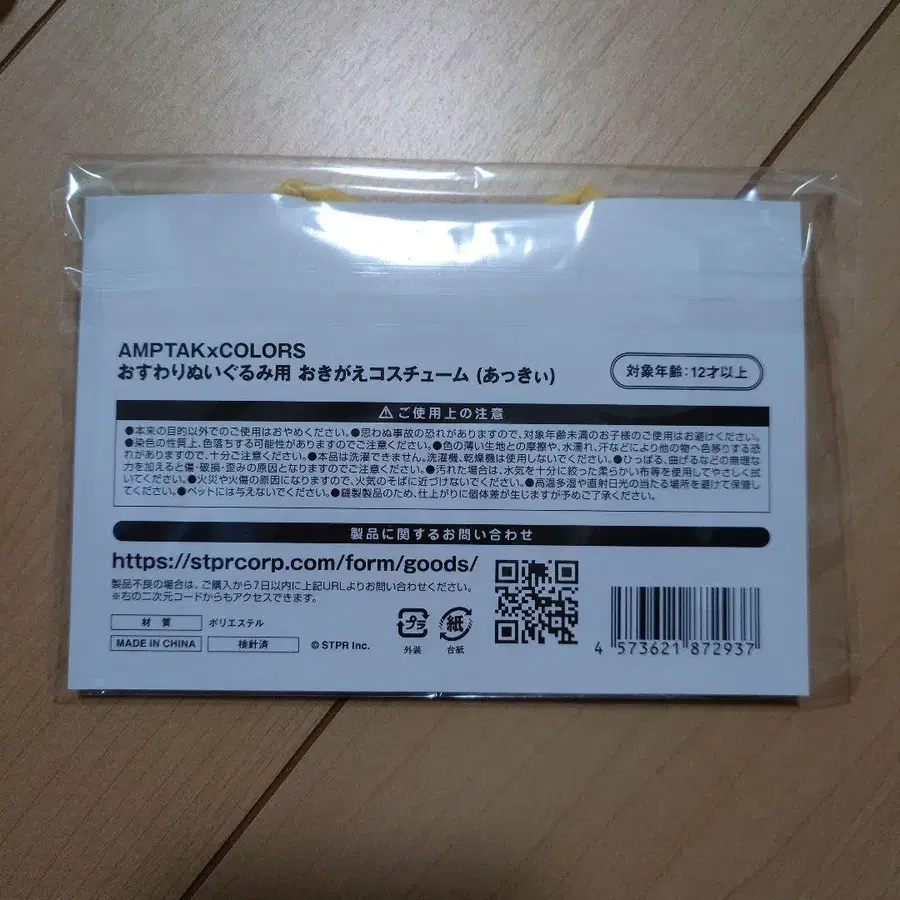 AMPTAK×COLORS
おすわりぬいぐるみ用 おきがえコスチューム (あっきぃ)
対象年齢:12才以上
⚠ご使用上の注意
●本来の目的以外でのご使用はおやめください。●思わぬ事故の恐れがありますので、対象年齢未満のお子様のご使用はお避けください。
●染色の性質上、色落ちする可能性がありますのでご注意ください。●色の薄い生地との摩擦や、水濡れ、汗などにより他の物へ色移りする恐
れがありますので、十分ご注意ください。●本品は洗濯できません。洗濯機、乾燥機は使用しないでください。●ひっぱる、曲げるなどの無理な
力を加えると傷・破損・歪みの原因となりますのでご注意ください。●汚れた場合は、水気を十分に絞った柔らかい布等を使用してやさしく拭
いてください。●火災や火傷の原因になりますので、火気のそばに近づけないでください。●高温多湿や直射日光の当たる場所を避けて保管し
てください。●ペットには与えないでください。●縫製製品のため、仕上がりに個体差が生じますが予めご了承ください。
製品に関するお問い合わせ
https://stprcorp.com/form/goods/
製品不良の場合は、ご購入から7日以内に上記URLよりお問い合わせください。
※右の二次元コードからもアクセスできます。
材質 ポリエステル
MADE IN CHINA 検針済 © STPR Inc.
プラ 外装
紙 台紙
4 573621 872937